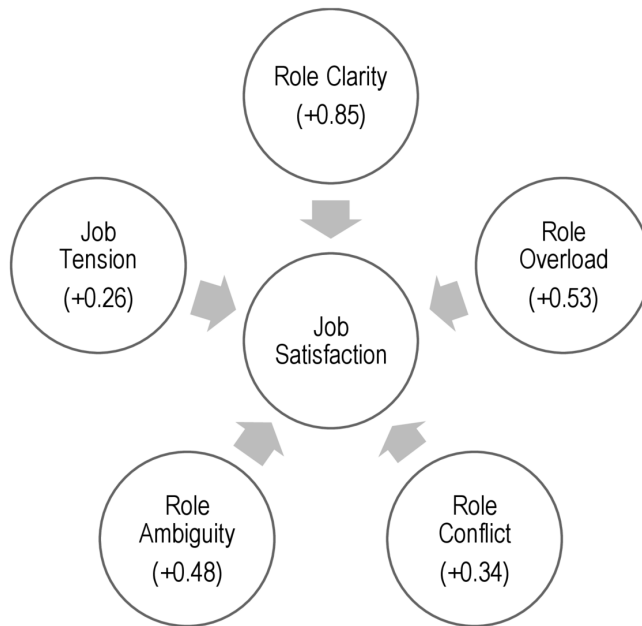 Role Clarity
(+0.85)
Job
Tension
(+0.26)
Role
Overload
(+0.53)
Job
Satisfaction
Role
Ambiguity
(+0.48)
Role
Conflict
(+0.34)